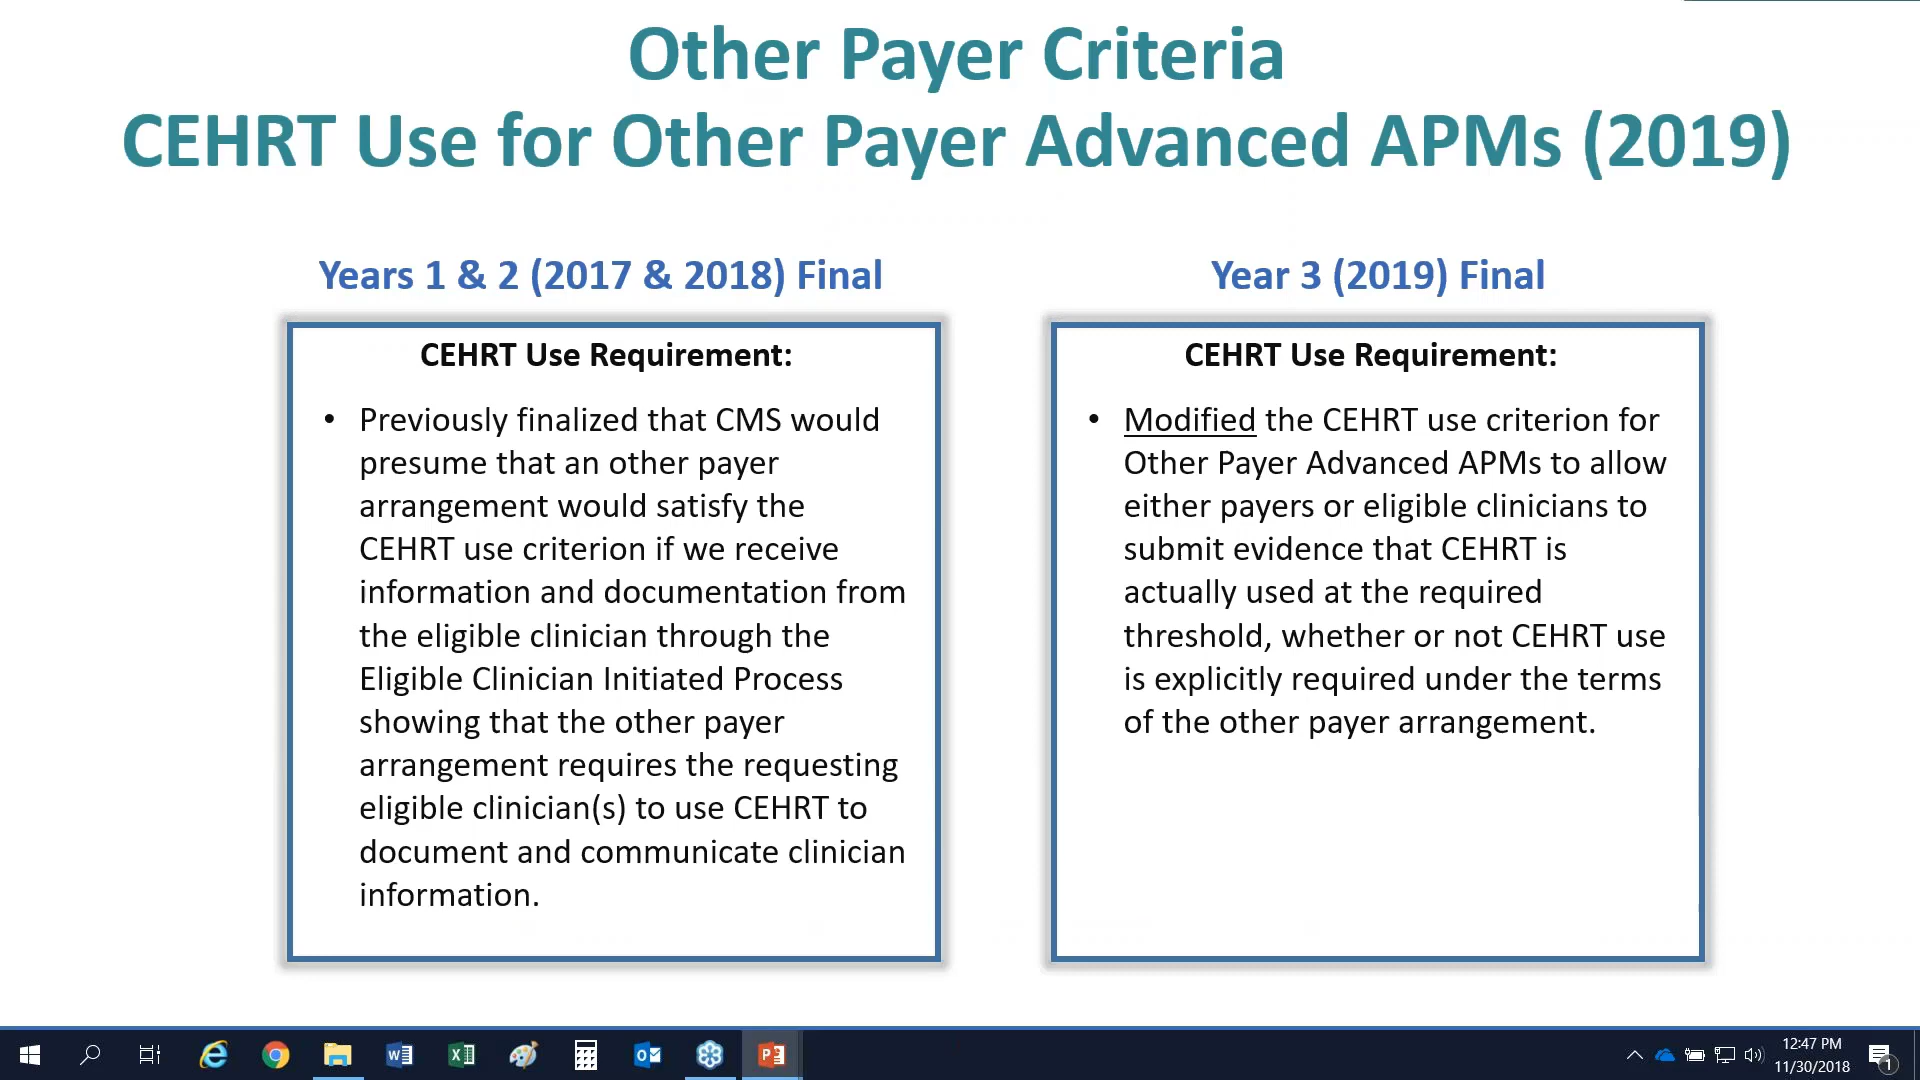 Other Payer Criteria
CEHRT Use for Other Payer Advanced APMs (2019)
Years 1 & 2 (2017 & 2018) Final
CEHRT Use Requirement:
• Previously finalized that CMS would
presume that an other payer
arrangement would satisfy the
CEHRT use criterion if we receive
information and documentation from
the eligible clinician through the
Eligible Clinician Initiated Process
showing that the other payer
arrangement requires the requesting
eligible clinician(s) to use CEHRT to
document and communicate clinician
information.
Year 3 (2019) Final
CEHRT Use Requirement:
• Modified the CEHRT use criterion for
Other Payer Advanced APMs to allow
either payers or eligible clinicians to
submit evidence that CEHRT is
actually used at the required
threshold, whether or not CEHRT use
is explicitly required under the terms
of the other payer arrangement.
12:47 PM
11/30/2018
1